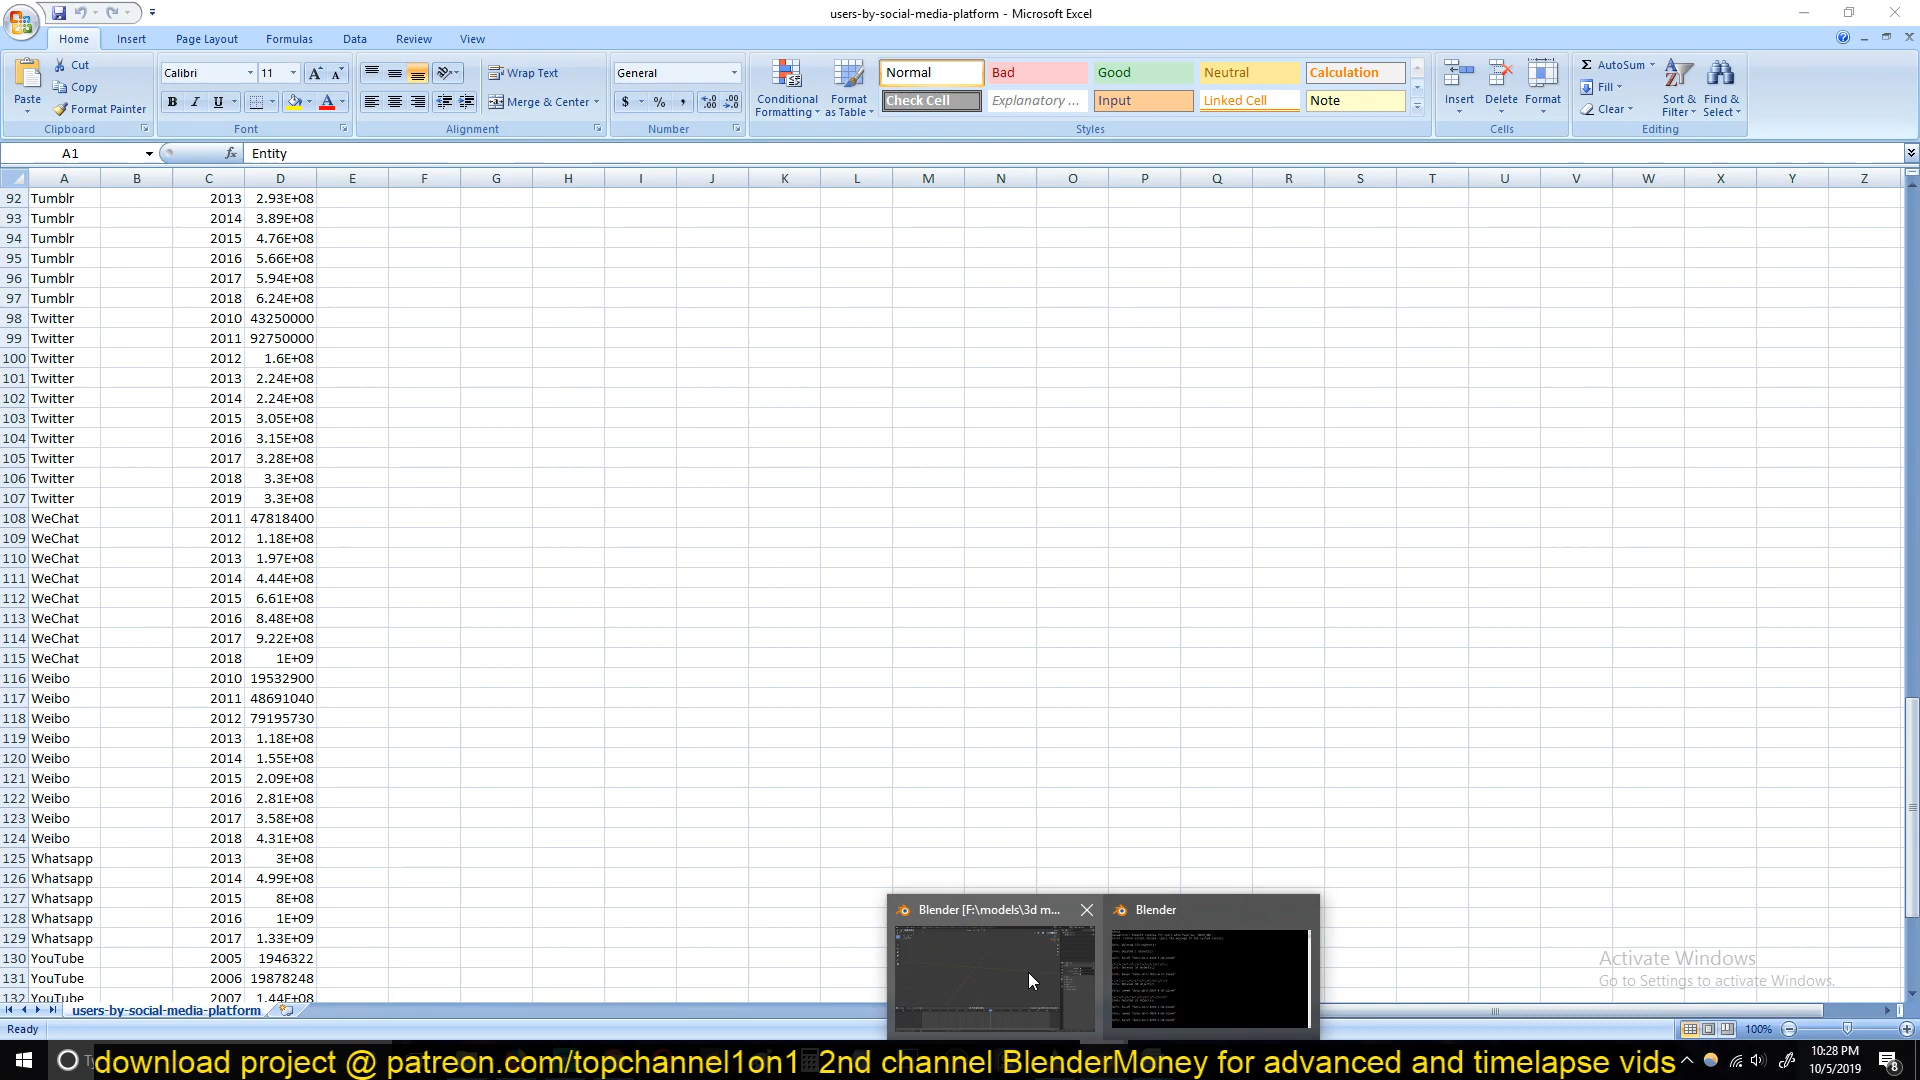 users-by-social-media-platform - Microsoft Excel
Home Insert Page Layout Formulas Data Review View
Paste
Cut
Copy
Format Painter
Clipboard
Calibri 11
B I U
Font
Wrap Text
Merge & Center
Alignment
General
$ % ,
Number
Conditional Formatting
Format as Table
Normal Bad Good Neutral Calculation
Check Cell Explanatory ... Input Linked Cell Note
Styles
Insert Delete Format
Cells
Σ AutoSum
Fill
Clear
Sort & Filter
Find & Select
Editing
A1 fx Entity
A B C D E F G H I J K L M N O P Q R S T U V W X Y Z
92 Tumblr 2013 2.93E+08
93 Tumblr 2014 3.89E+08
94 Tumblr 2015 4.76E+08
95 Tumblr 2016 5.66E+08
96 Tumblr 2017 5.94E+08
97 Tumblr 2018 6.24E+08
98 Twitter 2010 43250000
99 Twitter 2011 92750000
100 Twitter 2012 1.6E+08
101 Twitter 2013 2.24E+08
102 Twitter 2014 2.24E+08
103 Twitter 2015 3.05E+08
104 Twitter 2016 3.15E+08
105 Twitter 2017 3.28E+08
106 Twitter 2018 3.3E+08
107 Twitter 2019 3.3E+08
108 WeChat 2011 47818400
109 WeChat 2012 1.18E+08
110 WeChat 2013 1.97E+08
111 WeChat 2014 4.44E+08
112 WeChat 2015 6.61E+08
113 WeChat 2016 8.48E+08
114 WeChat 2017 9.22E+08
115 WeChat 2018 1E+09
116 Weibo 2010 19532900
117 Weibo 2011 48691040
118 Weibo 2012 79195730
119 Weibo 2013 1.18E+08
120 Weibo 2014 1.55E+08
121 Weibo 2015 2.09E+08
122 Weibo 2016 2.81E+08
123 Weibo 2017 3.58E+08
124 Weibo 2018 4.31E+08
125 Whatsapp 2013 3E+08
126 Whatsapp 2014 4.99E+08
127 Whatsapp 2015 8E+08
128 Whatsapp 2016 1E+09
129 Whatsapp 2017 1.33E+09
130 YouTube 2005 1946322
131 YouTube 2006 19878248
132 YouTube 2007 1.44E+08
Blender [F:\models\3d m... Blender
Activate Windows
Go to Settings to activate Windows.
users-by-social-media-platform
Ready 100%
download project @ patreon.com/topchannel1on1 2nd channel BlenderMoney for advanced and timelapse vids
10:28 PM
10/5/2019
8